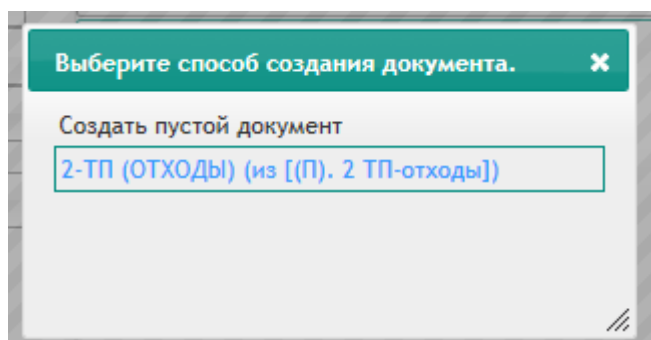 Выберите способ создания документа.
Создать пустой документ
2-ТП (ОТХОДЫ) (из [(П). 2 ТП-отходы])